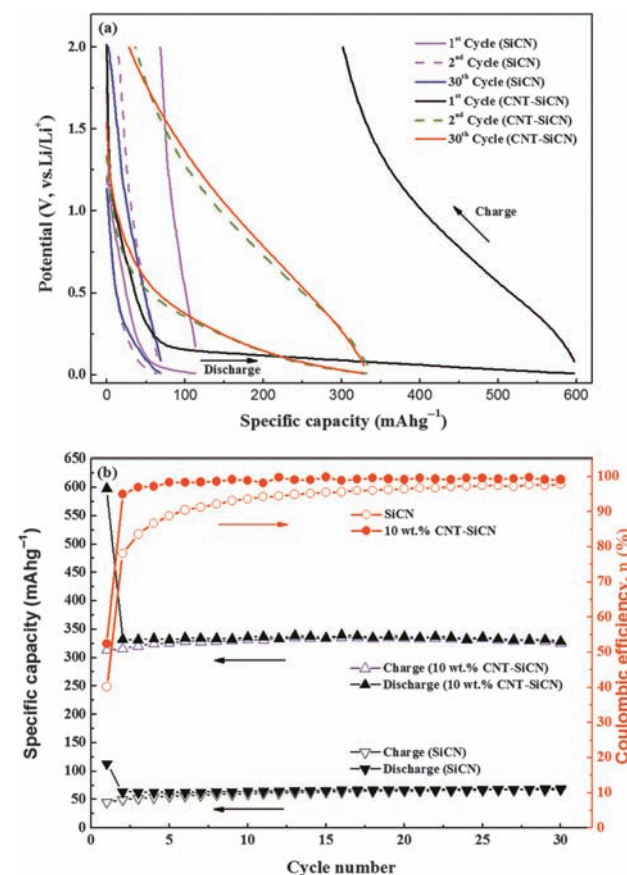 (a)
2.0
1.5
1.0
0.5
0.0
Potential (V, vs.Li/Li⁺)
1ˢᵗ Cycle (SiCN)
2ⁿᵈ Cycle (SiCN)
30ᵗʰ Cycle (SiCN)
1ˢᵗ Cycle (CNT-SiCN)
2ⁿᵈ Cycle (CNT-SiCN)
30ᵗʰ Cycle (CNT-SiCN)
Charge
Discharge
0 100 200 300 400 500 600
Specific capacity (mAhg⁻¹)
(b)
650
600
550
500
450
400
350
300
250
200
150
100
50
0
Specific capacity (mAhg⁻¹)
SiCN
10 wt.% CNT-SiCN
Charge (10 wt.% CNT-SiCN)
Discharge (10 wt.% CNT-SiCN)
Charge (SiCN)
Discharge (SiCN)
100
90
80
70
60
50
40
30
20
10
0
Coulombic efficiency, η (%)
0 5 10 15 20 25 30
Cycle number